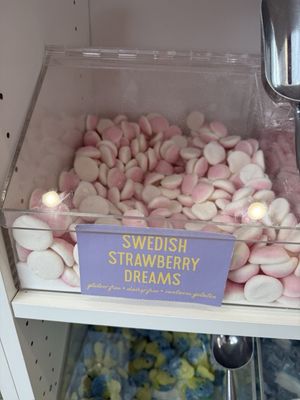 SWEDISH
STRAWBERRY
DREAMS
gluten free • dairy free • contains gelatin